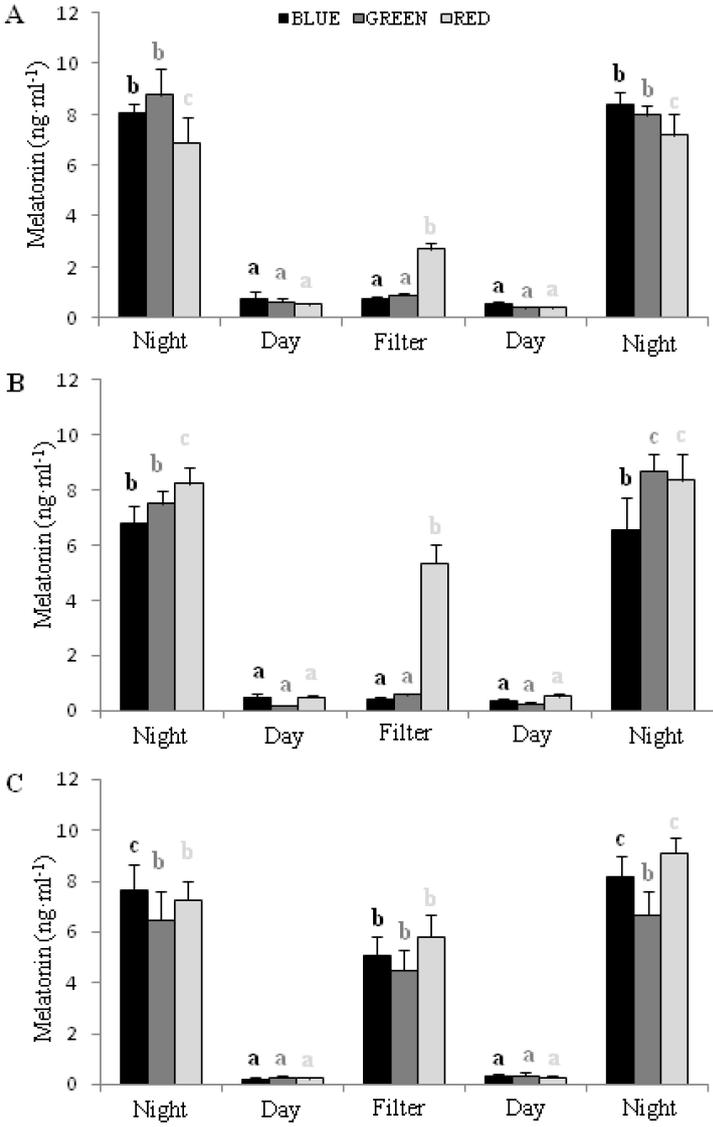 A
BLUE GREEN RED
Melatonin (ng·ml-1)
12
10
8
6
4
2
0
b b c
a a a
a a b
a a a
b b c
Night Day Filter Day Night
B
Melatonin (ng·ml-1)
12
10
8
6
4
2
0
b b c
a a a
a a b
a a a
b c c
Night Day Filter Day Night
C
Melatonin (ng·ml-1)
12
10
8
6
4
2
0
c b b
a a a
b b b
a a a
c b c
Night Day Filter Day Night